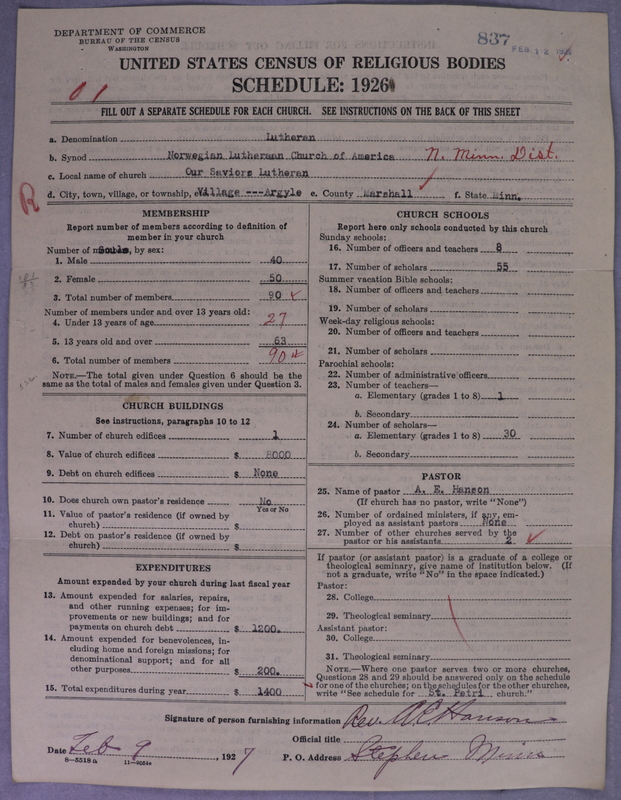 DEPARTMENT OF COMMERCE
BUREAU OF THE CENSUS
WASHINGTON
837
FEB 12
UNITED STATES CENSUS OF RELIGIOUS BODIES
SCHEDULE: 1926
01
FILL OUT A SEPARATE SCHEDULE FOR EACH CHURCH. SEE INSTRUCTIONS ON THE BACK OF THIS SHEET
a. Denomination Lutheran
b. Synod Norwegian Lutherman Church of America N. Minn. Dist.
c. Local name of church Our Saviors Lutheran
d. City, town, village, or township, etc. Village ---Argyle e. County Marshall f. State Minn.
R
MEMBERSHIP
Report number of members according to definition of
member in your church
Number of Souls, by sex:
1. Male 40
2. Female 50
3. Total number of members 90
Number of members under and over 13 years old:
4. Under 13 years of age 27
5. 13 years old and over 63
6. Total number of members 90
NOTE.—The total given under Question 6 should be
same as the total of males and females given under Question 3.
CHURCH BUILDINGS
See instructions, paragraphs 10 to 12
7. Number of church edifices 1
8. Value of church edifices $ 8000
9. Debt on church edifices $ None
10. Does church own pastor's residence No
Yes or No
11. Value of pastor's residence (if owned by
church) $
12. Debt on pastor's residence (if owned by
church) $
EXPENDITURES
Amount expended by your church during last fiscal year
13. Amount expended for salaries, repairs,
and other running expenses; for im-
provements or new buildings; and for
payments on church debt $ 1200.
14. Amount expended for benevolences, in-
cluding home and foreign missions; for
denominational support; and for all
other purposes $ 200.
15. Total expenditures during year $ 1400
CHURCH SCHOOLS
Report here only schools conducted by this church
Sunday schools:
16. Number of officers and teachers 8
17. Number of scholars 55
Summer vacation Bible schools:
18. Number of officers and teachers
19. Number of scholars
Week-day religious schools:
20. Number of officers and teachers
21. Number of scholars
Parochial schools:
22. Number of administrative officers
23. Number of teachers—
a. Elementary (grades 1 to 8) 1
b. Secondary
24. Number of scholars—
a. Elementary (grades 1 to 8) 30
b. Secondary
PASTOR
25. Name of pastor A. E. Hanson
(If church has no pastor, write "None")
26. Number of ordained ministers, if any, em-
ployed as assistant pastors None
27. Number of other churches served by the
pastor or his assistants 2
If pastor (or assistant pastor) is a graduate of a college or
theological seminary, give name of institution below. (If
not a graduate, write "No" in the space indicated.)
Pastor:
28. College
29. Theological seminary
Assistant pastor:
30. College
31. Theological seminary
NOTE.—Where one pastor serves two or more churches,
Questions 28 and 29 should be answered only on the schedule
for one of the churches; on the schedules for the other churches,
write "See schedule for St. Petri church."
Signature of person furnishing information Rev. A E Hanson
Official title
Date Feb 9, 1927 P. O. Address Stephen Minn
8-5518a 11-9054